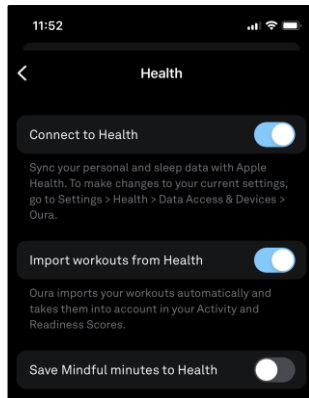 11:52
Health
Connect to Health
Sync your personal and sleep data with Apple
Health. To make changes to your current settings,
go to Settings > Health > Data Access & Devices >
Oura.
Import workouts from Health
Oura imports your workouts automatically and
takes them into account in your Activity and
Readiness Scores.
Save Mindful minutes to Health